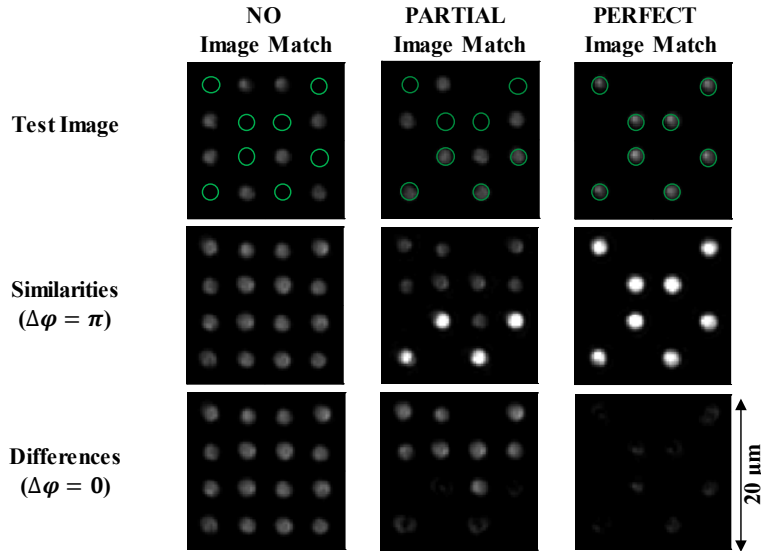 NO
Image Match
PARTIAL
Image Match
PERFECT
Image Match
Test Image
Similarities
(Δφ = π)
Differences
(Δφ = 0)
20 μm